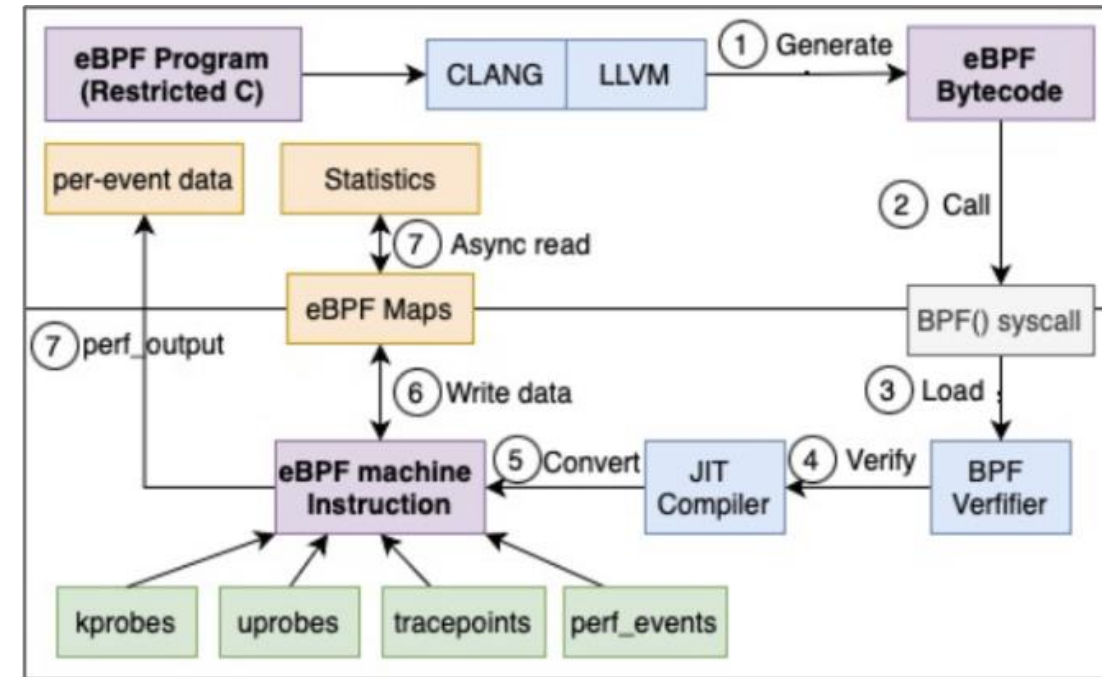 eBPF Program
(Restricted C)
CLANG
LLVM
1 Generate
eBPF
Bytecode
per-event data
Statistics
2 Call
7 Async read
eBPF Maps
BPF() syscall
7 perf_output
6 Write data
3 Load
eBPF machine
Instruction
5 Convert
JIT
Compiler
4 Verify
BPF
Verfifier
kprobes
uprobes
tracepoints
perf_events